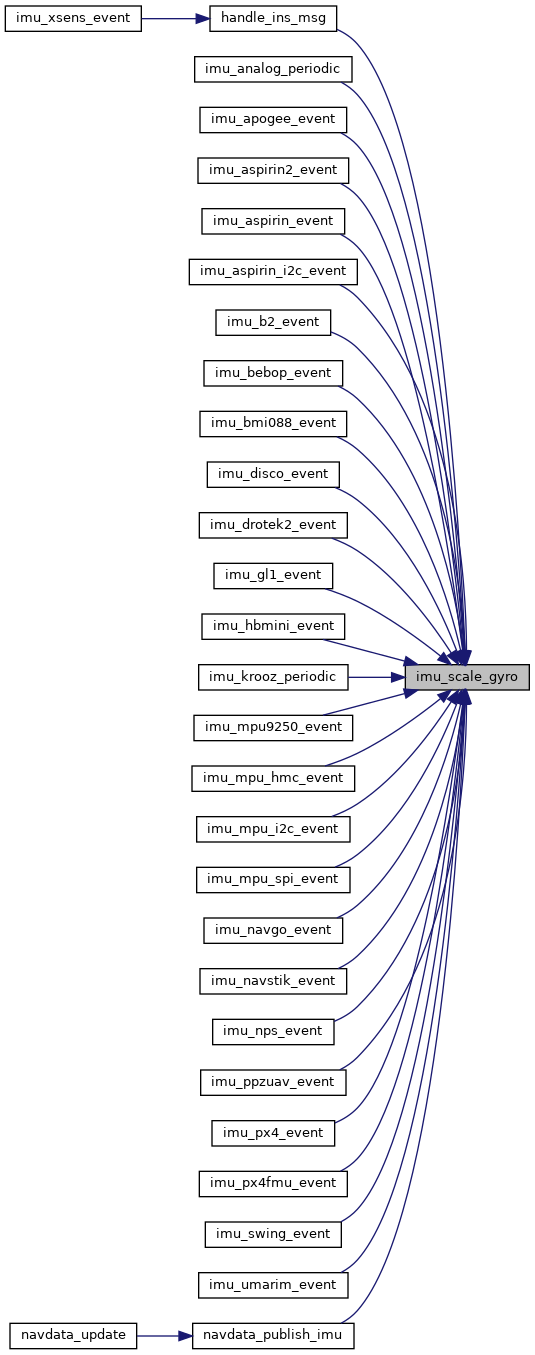 imu_xsens_event
handle_ins_msg
imu_analog_periodic
imu_apogee_event
imu_aspirin2_event
imu_aspirin_event
imu_aspirin_i2c_event
imu_b2_event
imu_bebop_event
imu_bmi088_event
imu_disco_event
imu_drotek2_event
imu_gl1_event
imu_hbmini_event
imu_krooz_periodic
imu_scale_gyro
imu_mpu9250_event
imu_mpu_hmc_event
imu_mpu_i2c_event
imu_mpu_spi_event
imu_navgo_event
imu_navstik_event
imu_nps_event
imu_ppzuav_event
imu_px4_event
imu_px4fmu_event
imu_swing_event
imu_umarim_event
navdata_update
navdata_publish_imu